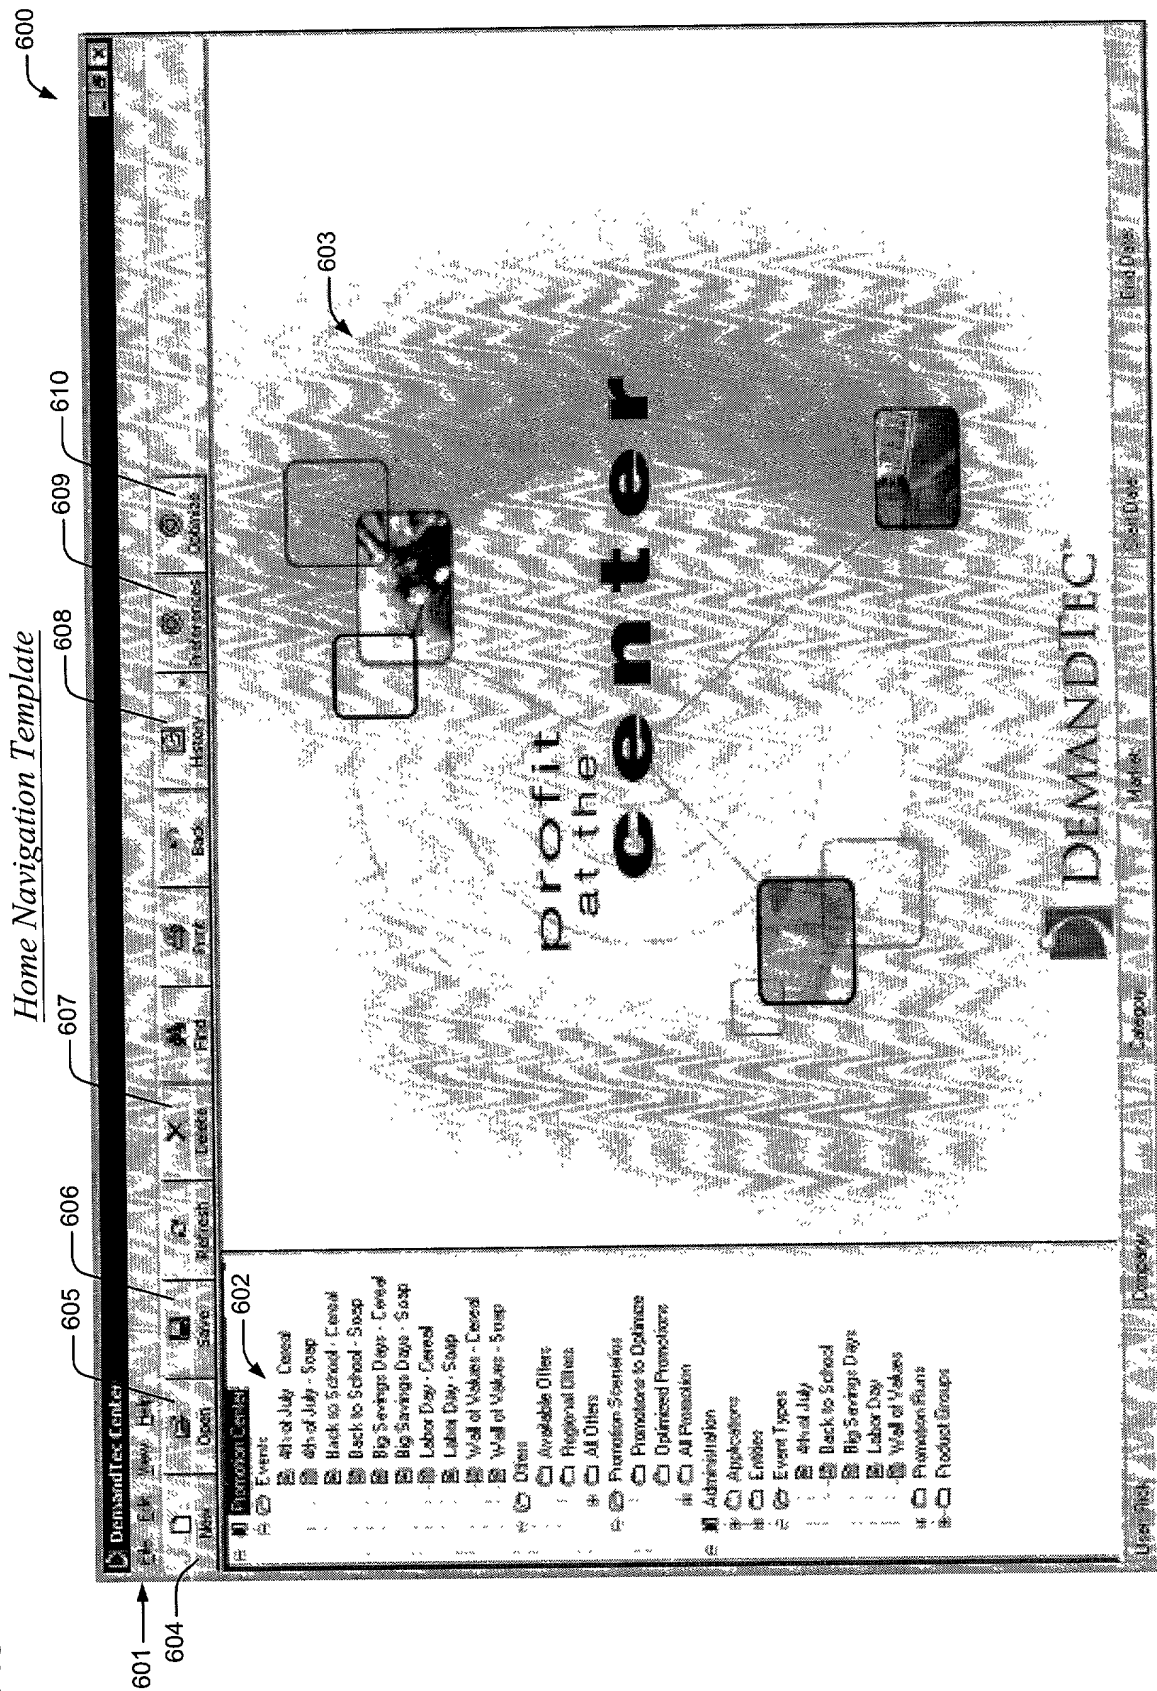 Home Navigation Template
600
DemandTec Center
File Edit View Help
601
New
Open
Save
Refresh
Delete
Find
Print
Back
History
Preferences
Optimize
604
605
606
607
608
609
610
602
Promotion Center
Events
4th of July - Cereal
4th of July - Soap
Back to School - Cereal
Back to School - Soap
Big Savings Days - Cereal
Big Savings Days - Soap
Labor Day - Cereal
Labor Day - Soap
Wall of Values - Cereal
Wall of Values - Soap
Offers
Available Offers
Regional Offers
All Offers
Promotion Scenarios
Promotions to Optimize
Optimized Promotions
All Promotion
Administration
Applications
Entities
Event Types
4th of July
Back to School
Big Savings Days
Labor Day
Wall of Values
Promotion Runs
Product Groups
603
profit
at the
center
DEMANDTEC
User:
Company
Category
Market
Start Date:
End Date: